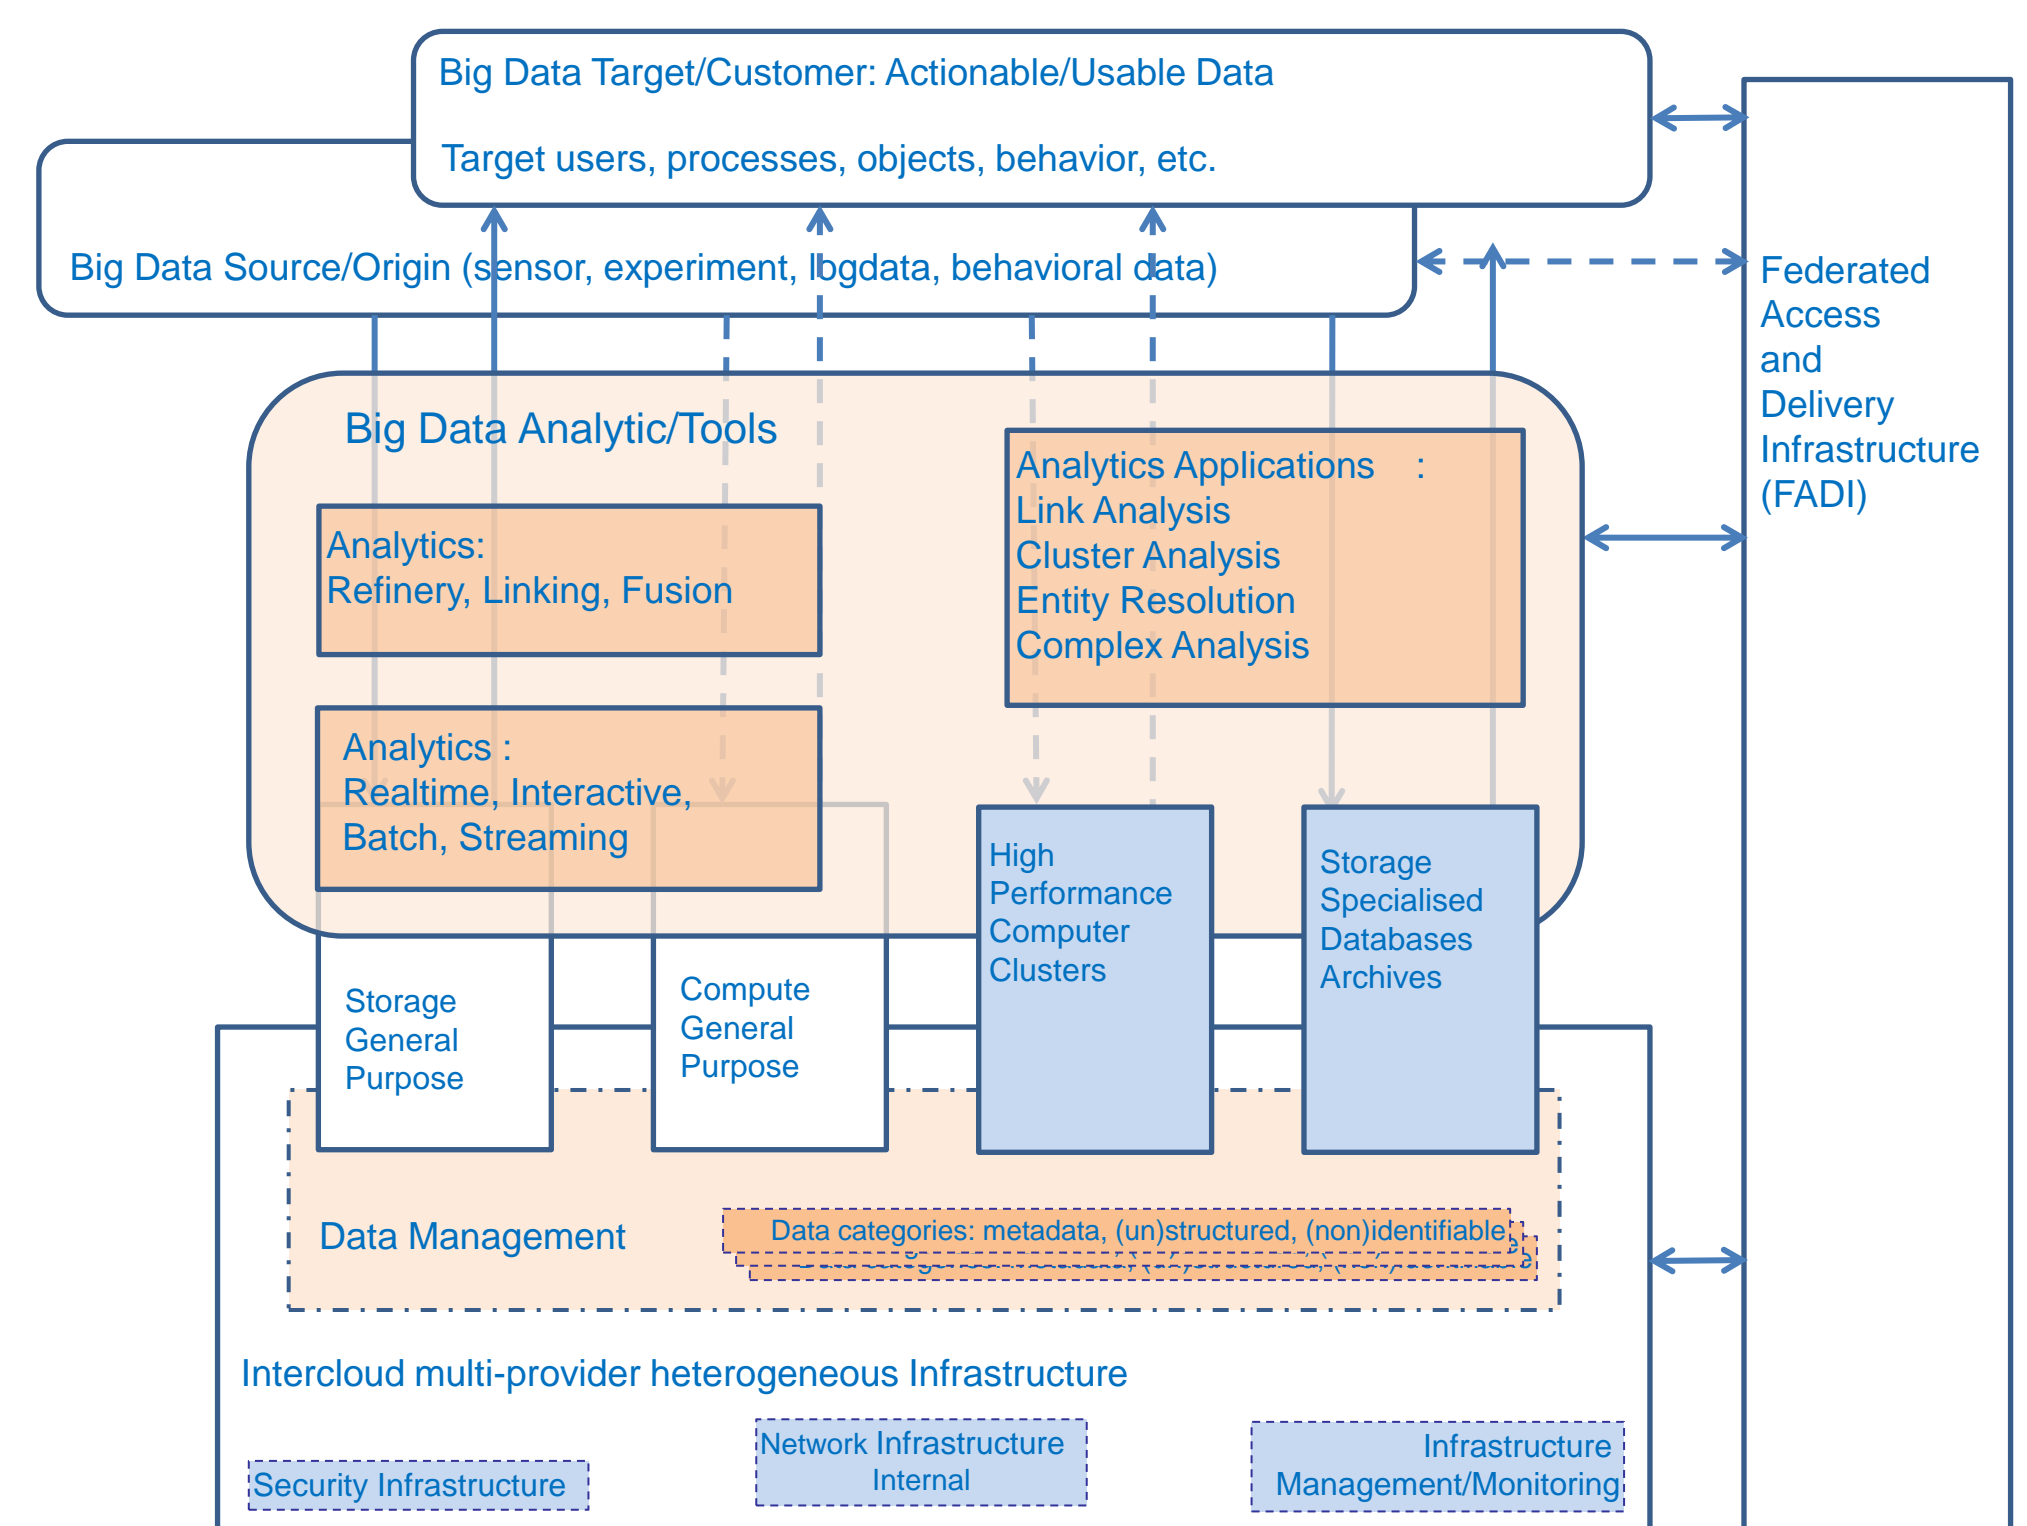 Big Data Target/Customer: Actionable/Usable Data
Target users, processes, objects, behavior, etc.
Big Data Source/Origin (sensor, experiment, logdata, behavioral data)
Federated
Access
and
Delivery
Infrastructure
(FADI)
Big Data Analytic/Tools
Analytics Applications :
Link Analysis
Cluster Analysis
Entity Resolution
Complex Analysis
Analytics:
Refinery, Linking, Fusion
Analytics :
Realtime, Interactive,
Batch, Streaming
Storage
General
Purpose
Compute
General
Purpose
High
Performance
Computer
Clusters
Storage
Specialised
Databases
Archives
Data Management
Data categories: metadata, (un)structured, (non)identifiable
Intercloud multi-provider heterogeneous Infrastructure
Security Infrastructure
Network Infrastructure
Internal
Infrastructure
Management/Monitoring